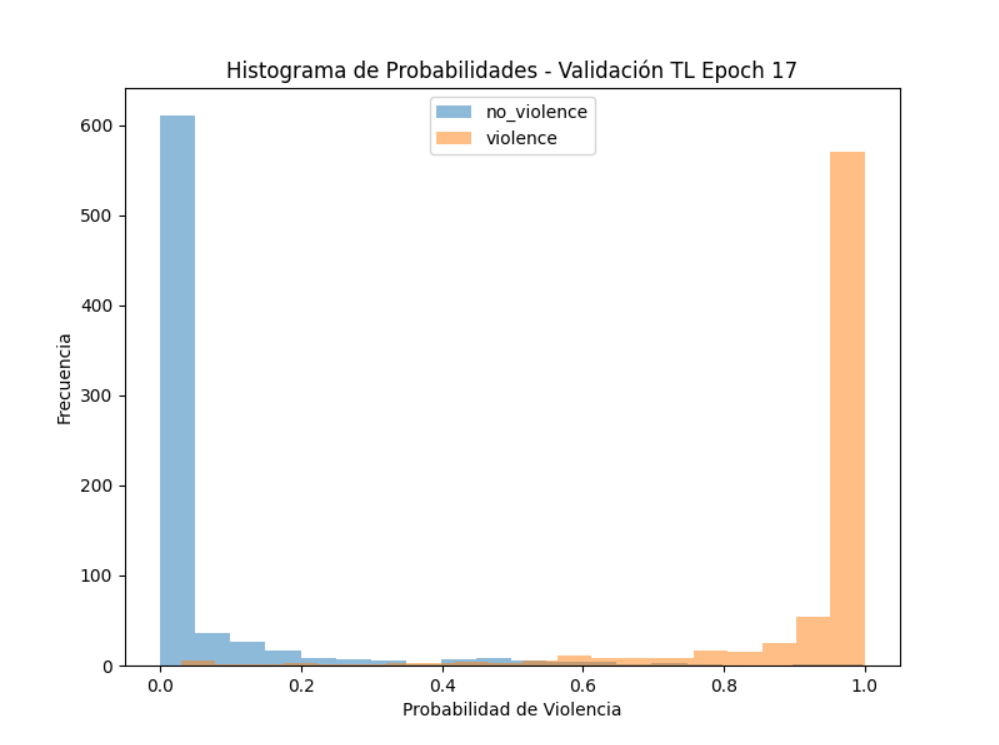 Histograma de Probabilidades - Validación TL Epoch 17
no_violence
violence
Frecuencia
600
500
400
300
200
100
0
0.0 0.2 0.4 0.6 0.8 1.0
Probabilidad de Violencia